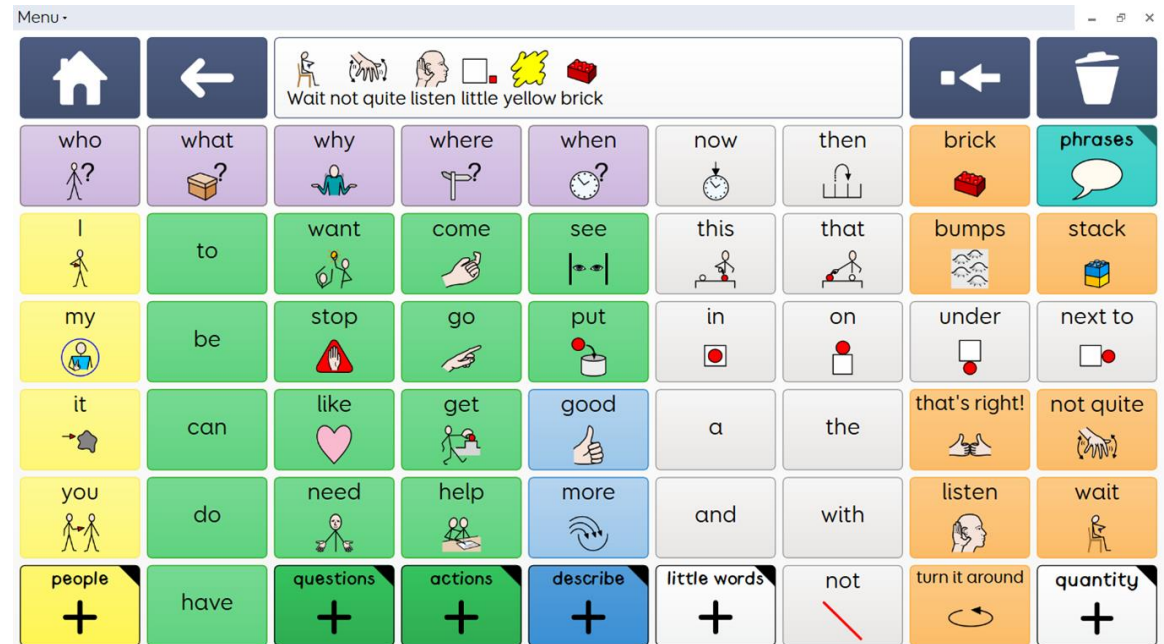 Menu
Wait not quite listen little yellow brick
who what why where when now then brick phrases
I to want come see this that bumps stack
my be stop go put in on under next to
it can like get good a the that's right! not quite
you do need help more and with listen wait
people have questions actions describe little words not turn it around quantity